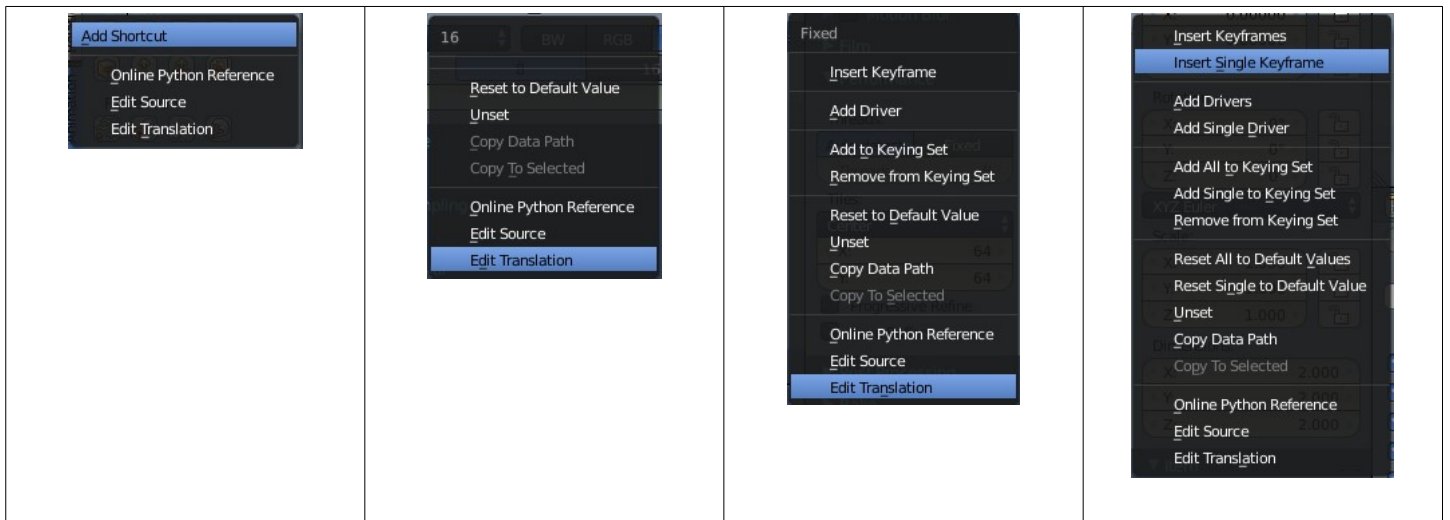 Add Shortcut
Online Python Reference
Edit Source
Edit Translation
16
BW RGB
Reset to Default Value
Unset
Copy Data Path
Copy To Selected
Online Python Reference
Edit Source
Edit Translation
Fixed
Insert Keyframe
Add Driver
Add to Keying Set
Remove from Keying Set
Reset to Default Value
Unset
Copy Data Path
Copy To Selected
Online Python Reference
Edit Source
Edit Translation
Insert Keyframes
Insert Single Keyframe
Add Drivers
Add Single Driver
Add All to Keying Set
Add Single to Keying Set
Remove from Keying Set
Reset All to Default Values
Reset Single to Default Value
Unset
Copy Data Path
Copy To Selected
Online Python Reference
Edit Source
Edit Translation